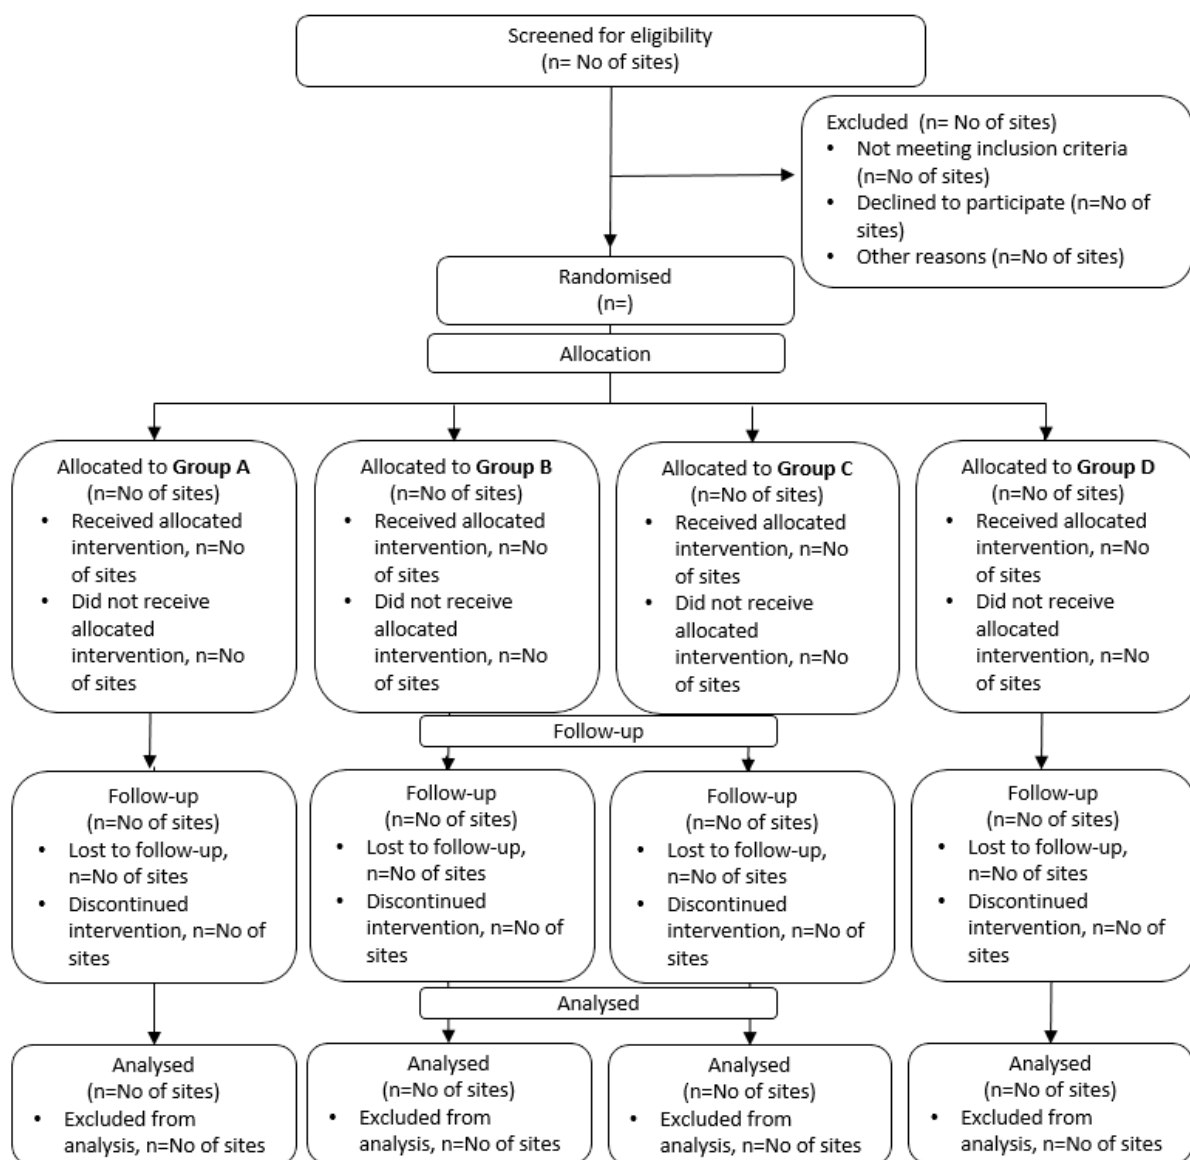 Screened for eligibility
(n= No of sites)
Excluded  (n= No of sites)
• Not meeting inclusion criteria
(n=No of sites)
• Declined to participate (n=No of
sites)
• Other reasons (n=No of sites)
Randomised
(n=)
Allocation
Allocated to Group A
(n=No of sites)
• Received allocated
intervention, n=No
of sites
• Did not receive
allocated
intervention, n=No
of sites
Allocated to Group B
(n=No of sites)
• Received allocated
intervention, n=No
of sites
• Did not receive
allocated
intervention, n=No
of sites
Allocated to Group C
(n=No of sites)
• Received allocated
intervention, n=No
of sites
• Did not receive
allocated
intervention, n=No
of sites
Allocated to Group D
(n=No of sites)
• Received allocated
intervention, n=No
of sites
• Did not receive
allocated
intervention, n=No
of sites
Follow-up
Follow-up
(n=No of sites)
• Lost to follow-up,
n=No of sites
• Discontinued
intervention, n=No of
sites
Follow-up
(n=No of sites)
• Lost to follow-up,
n=No of sites
• Discontinued
intervention, n=No of
sites
Follow-up
(n=No of sites)
• Lost to follow-up,
n=No of sites
• Discontinued
intervention, n=No of
sites
Follow-up
(n=No of sites)
• Lost to follow-up,
n=No of sites
• Discontinued
intervention, n=No of
sites
Analysed
Analysed
(n=No of sites)
• Excluded from
analysis, n=No of sites
Analysed
(n=No of sites)
• Excluded from
analysis, n=No of sites
Analysed
(n=No of sites)
• Excluded from
analysis, n=No of sites
Analysed
(n=No of sites)
• Excluded from
analysis, n=No of sites